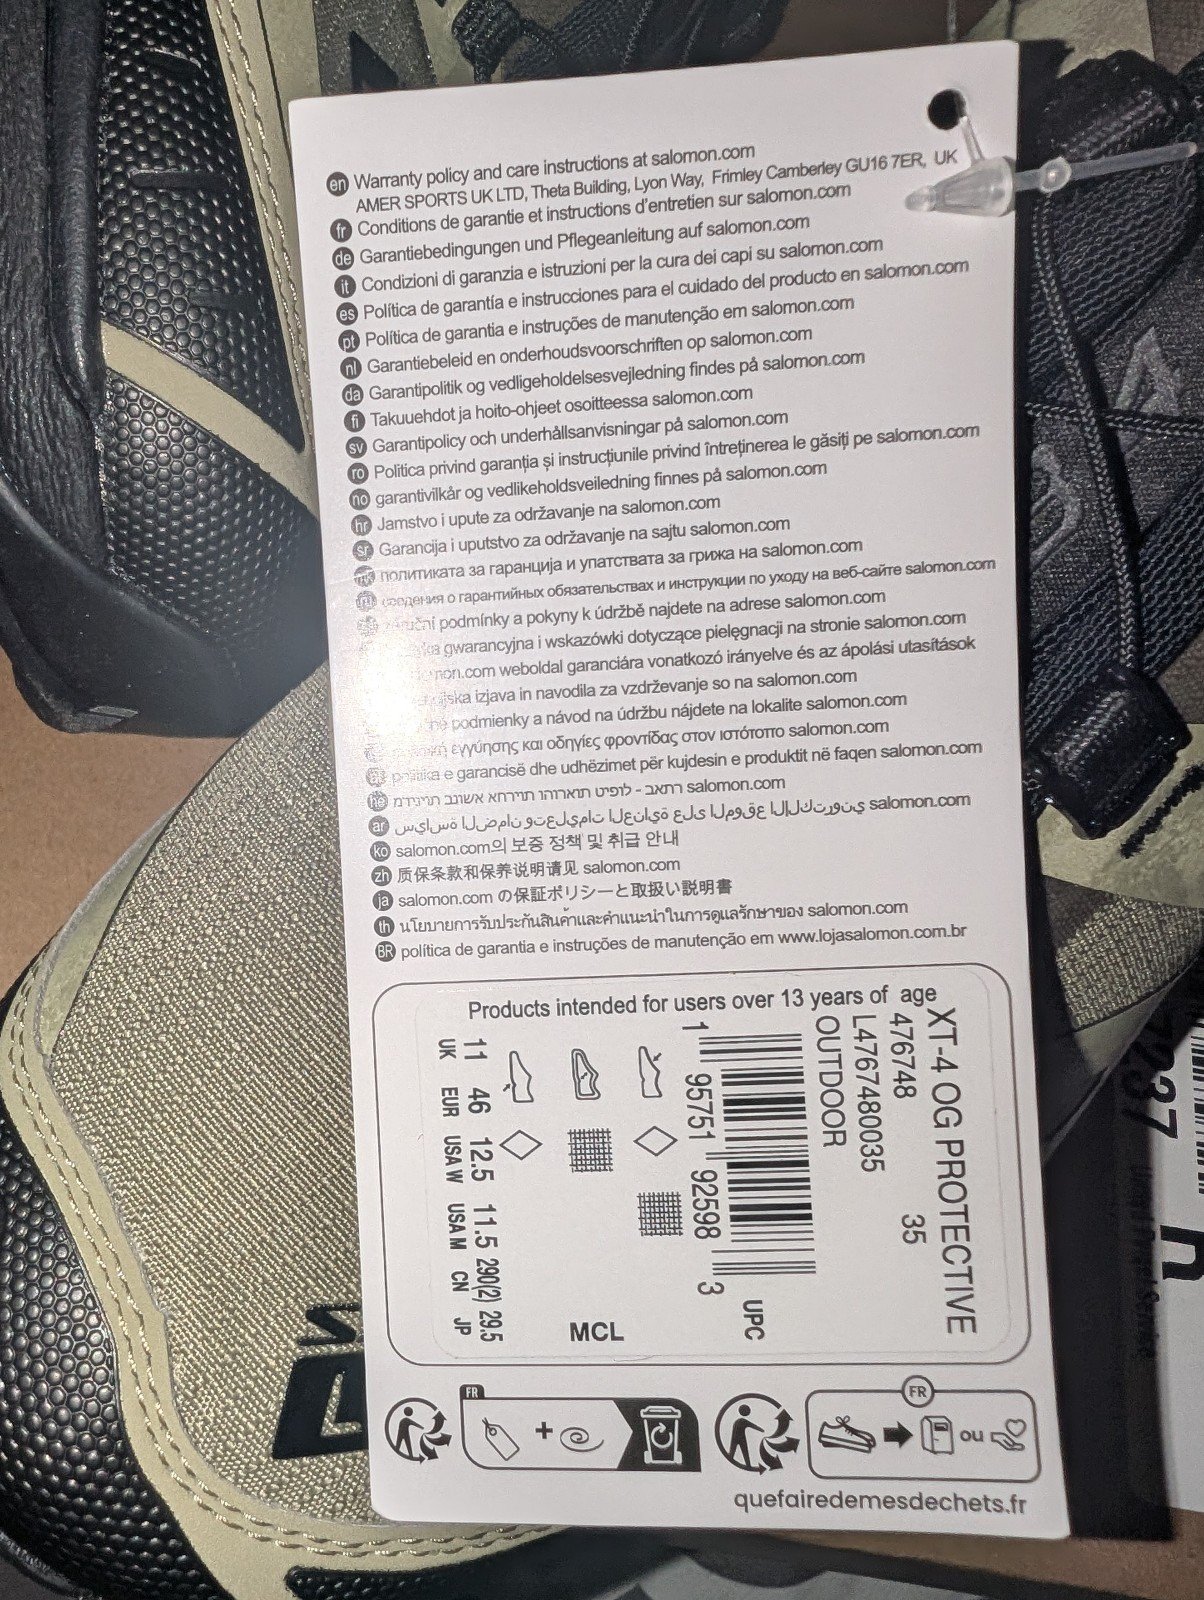 en Warranty policy and care instructions at salomon.com
AMER SPORTS UK LTD, Theta Building, Lyon Way, Frimley Camberley GU16 7ER, UK
fr Conditions de garantie et instructions d'entretien sur salomon.com
de Garantiebedingungen und Pflegeanleitung auf salomon.com
it Condizioni di garanzia e istruzioni per la cura dei capi su salomon.com
es Política de garantía e instrucciones para el cuidado del producto en salomon.com
pt Política de garantia e instruções de manutenção em salomon.com
nl Garantiebeleid en onderhoudsvoorschriften op salomon.com
da Garantipolitik og vedligeholdelsesvejledning findes på salomon.com
fi Takuuehdot ja hoito-ohjeet osoitteessa salomon.com
sv Garantipolicy och underhållsanvisningar på salomon.com
ro Politica privind garanția și instrucțiunile privind întreținerea le găsiți pe salomon.com
no garantivilkår og vedlikeholdsveiledning finnes på salomon.com
hr Jamstvo i upute za održavanje na salomon.com
sr Garancija i uputstvo za održavanje na sajtu salomon.com
политиката за гаранција и упатствата за грижа на salomon.com
сведения о гарантийных обязательствах и инструкции по уходу на веб-сайте salomon.com
podmínky a pokyny k údržbě najdete na adrese salomon.com
gwarancyjna i wskazówki dotyczące pielęgnacji na stronie salomon.com
weboldal garanciára vonatkozó irányelve és az ápolási utasítások
izjava in navodila za vzdrževanje so na salomon.com
podmienky a návod na údržbu nájdete na lokalite salomon.com
εγγύησης και οδηγίες φροντίδας στον ιστότοπο salomon.com
politika e garancisë dhe udhëzimet për kujdesin e produktit në faqen salomon.com
he מדיניות בנושא אחריות והוראות טיפול - באתר salomon.com
ar سياسة الضمان وتعليمات العناية على الموقع الإلكتروني salomon.com
ko salomon.com의 보증 정책 및 취급 안내
zh 质保条款和保养说明请见 salomon.com
ja salomon.com の保証ポリシーと取扱い説明書
th นโยบายการรับประกันสินค้าและคำแนะนำในการดูแลรักษาของ salomon.com
BR política de garantia e instruções de manutenção em www.lojasalomon.com.br
Products intended for users over 13 years of age
XT-4 OG PROTECTIVE
476748 35
L4767480035
OUTDOOR
UPC
1 95751 92598 3
MCL
11 46 12.5 11.5 290(2) 29.5
UK EUR USA W USA M CN JP
FR
+
FR
ou
quefairedemesdechets.fr